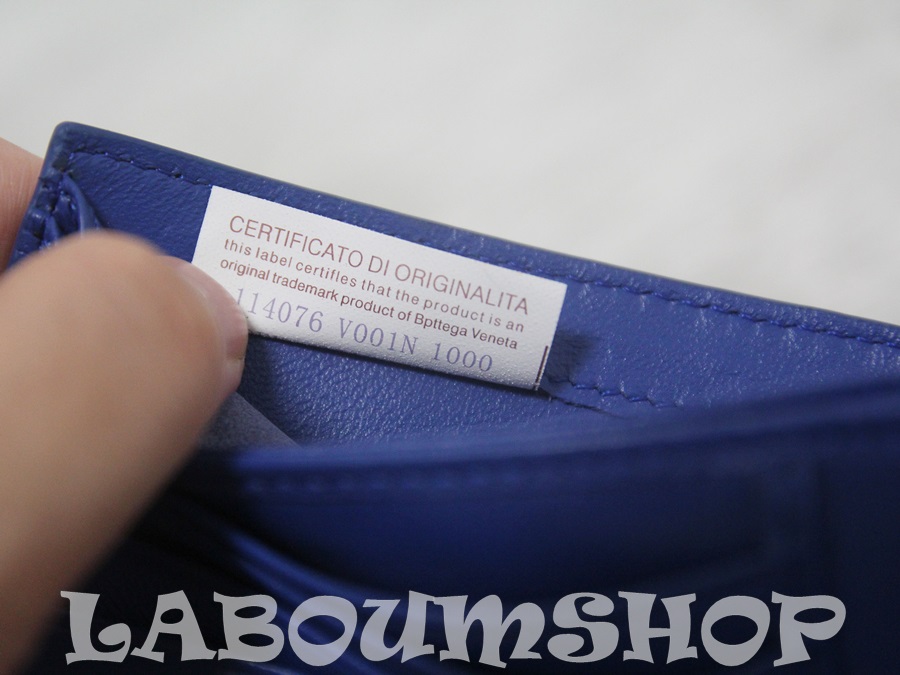 CERTIFICATO DI ORIGINALITA
this label certifies that the product is an
original trademark product of Bpttega Veneta
114076 V001N 1000
LABOUMSHOP